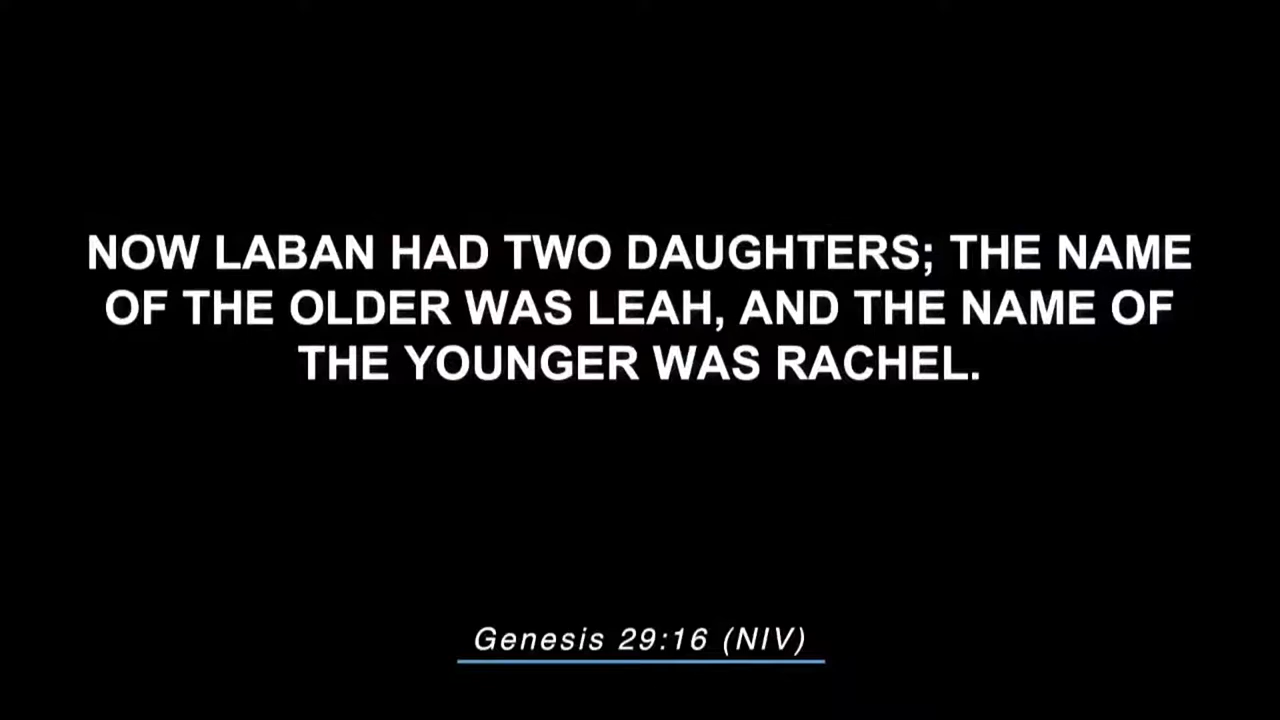 NOW LABAN HAD TWO DAUGHTERS; THE NAME
OF THE OLDER WAS LEAH, AND THE NAME OF
THE YOUNGER WAS RACHEL.
Genesis 29:16 (NIV)